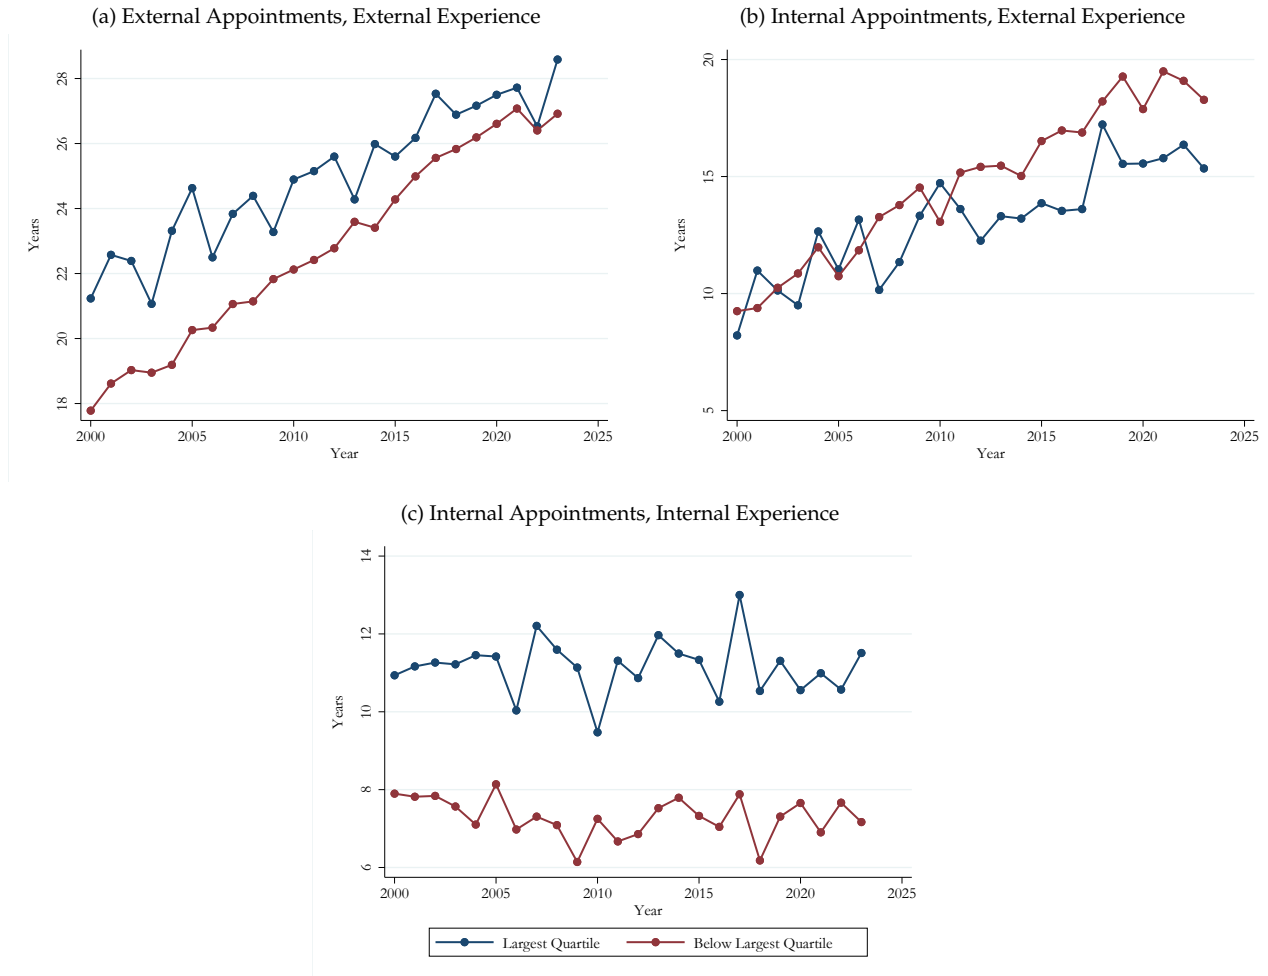 (a) External Appointments, External Experience
Years
28
26
24
22
20
18
2000 2005 2010 2015 2020 2025
Year
(b) Internal Appointments, External Experience
Years
20
15
10
5
2000 2005 2010 2015 2020 2025
Year
(c) Internal Appointments, Internal Experience
Years
14
12
10
8
6
2000 2005 2010 2015 2020 2025
Year
Largest Quartile Below Largest Quartile